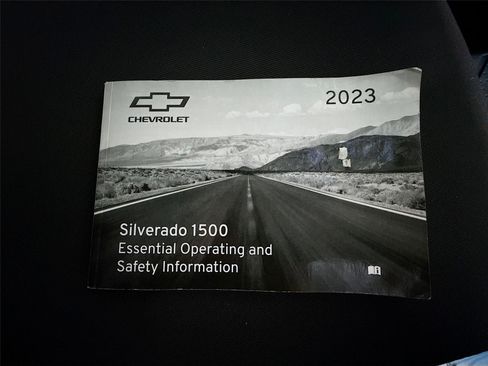 2023
CHEVROLET
Silverado 1500
Essential Operating and
Safety Information